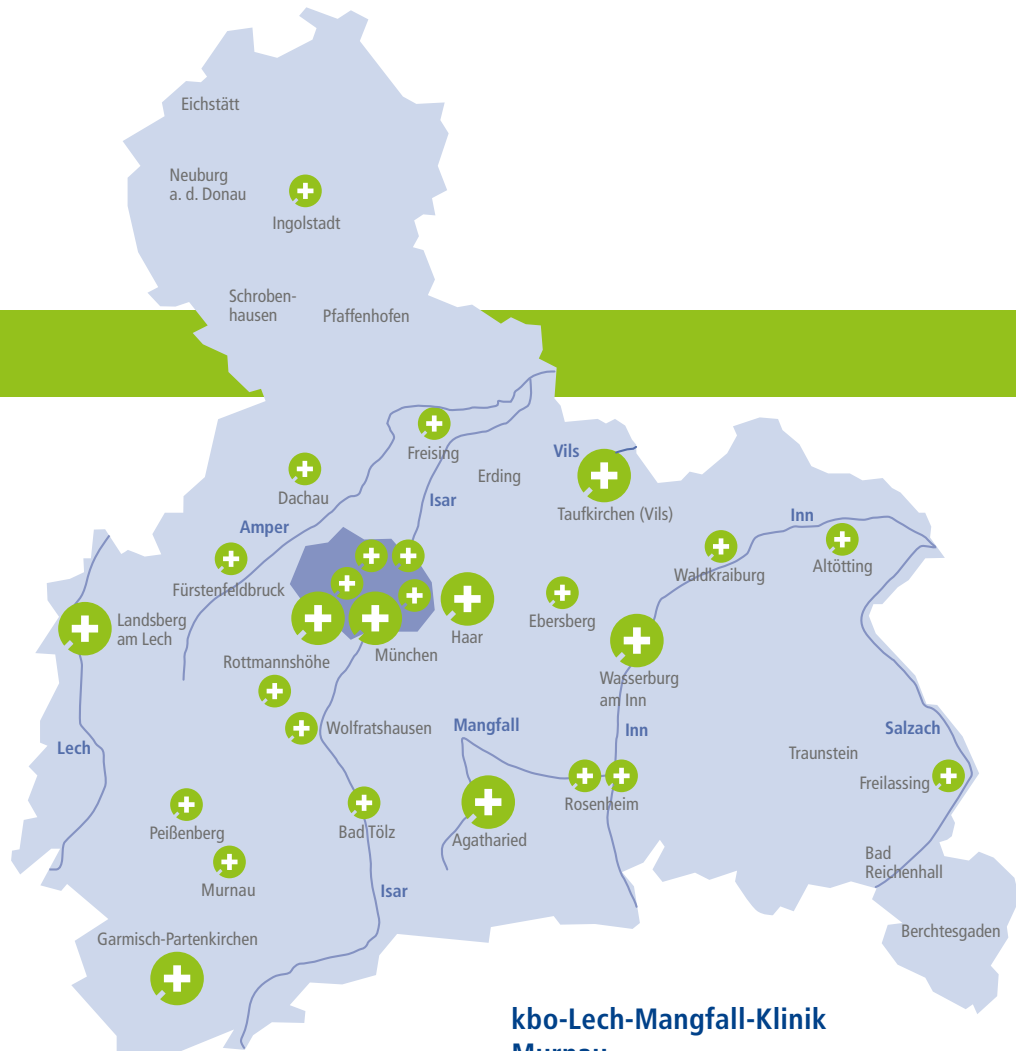 Eichstätt
Neuburg
a. d. Donau
Ingolstadt
Schroben-
hausen
Pfaffenhofen
Freising
Erding
Vils
Dachau
Isar
Taufkirchen (Vils)
Amper
Inn
Fürstenfeldbruck
Waldkraiburg
Altötting
Landsberg
am Lech
Haar
Ebersberg
München
Rottmannshöhe
Wasserburg
am Inn
Wolfratshausen
Mangfall
Inn
Salzach
Lech
Traunstein
Freilassing
Rosenheim
Peißenberg
Bad Tölz
Agatharied
Bad
Reichenhall
Murnau
Isar
Berchtesgaden
Garmisch-Partenkirchen
kbo-Lech-Mangfall-Klinik
Murnau